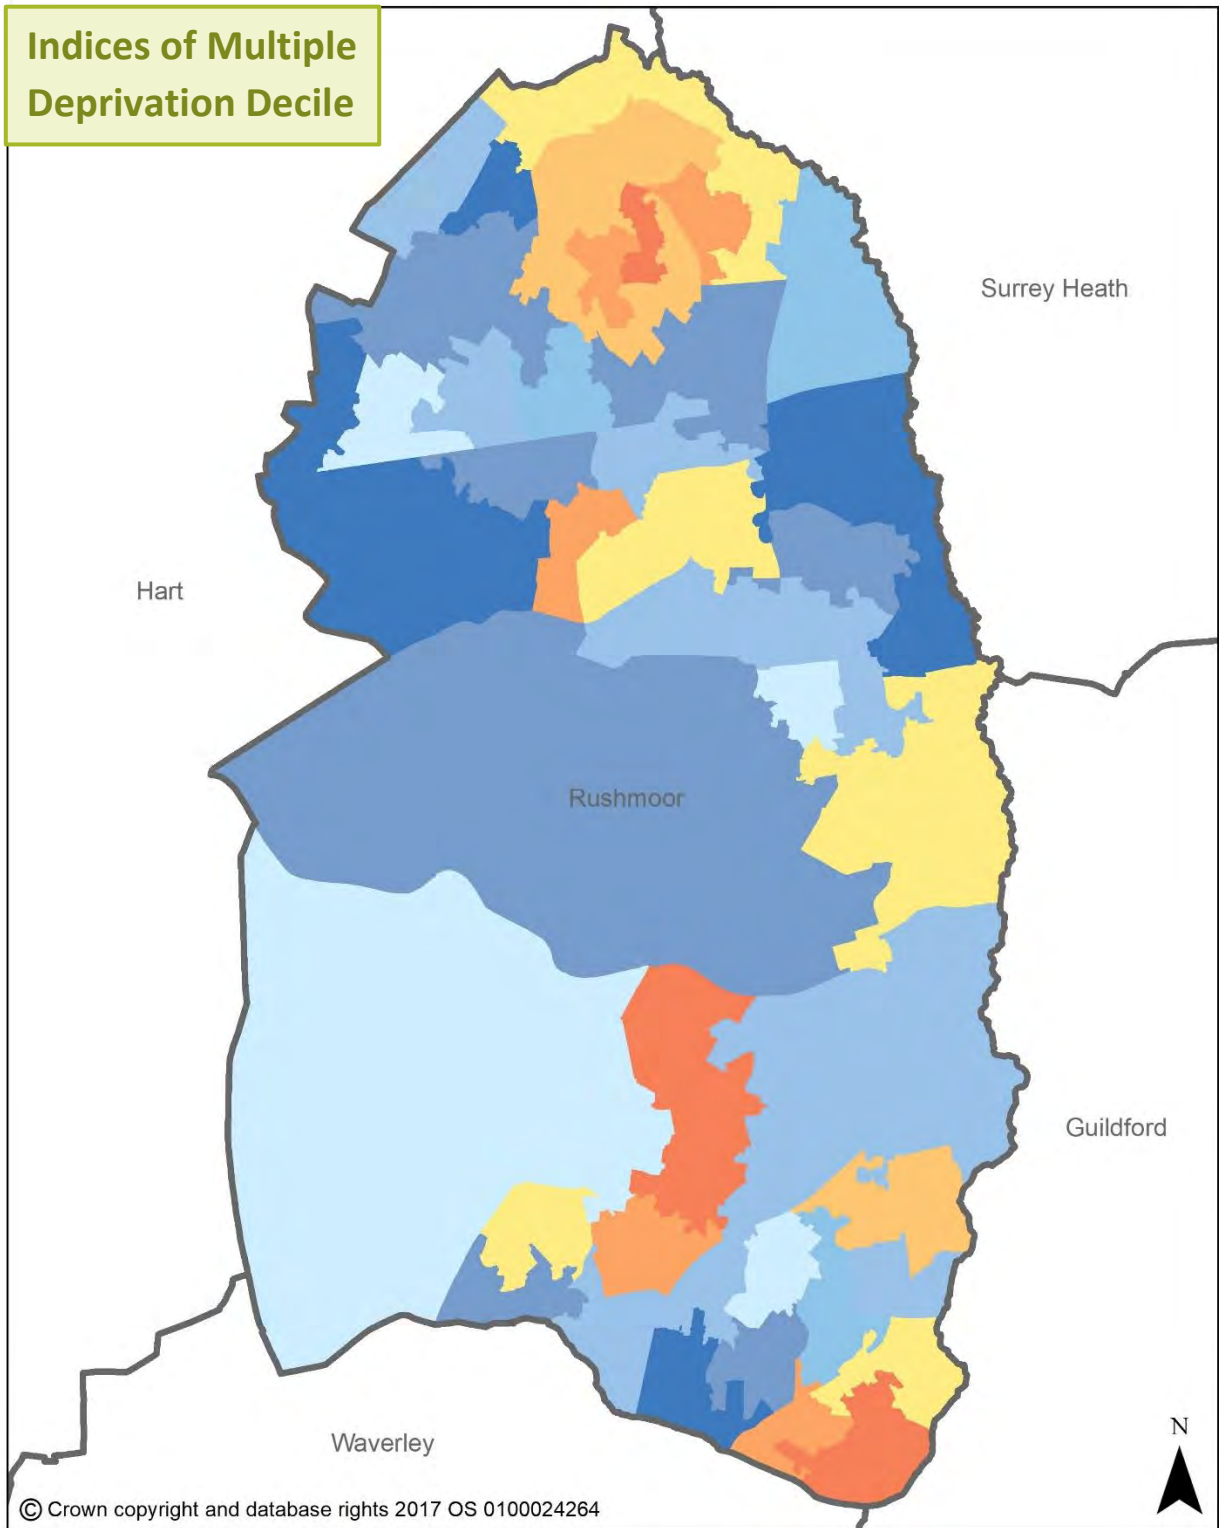 Indices of Multiple
Deprivation Decile
Surrey Heath
Hart
Rushmoor
Guildford
Waverley
N
© Crown copyright and database rights 2017 OS 0100024264